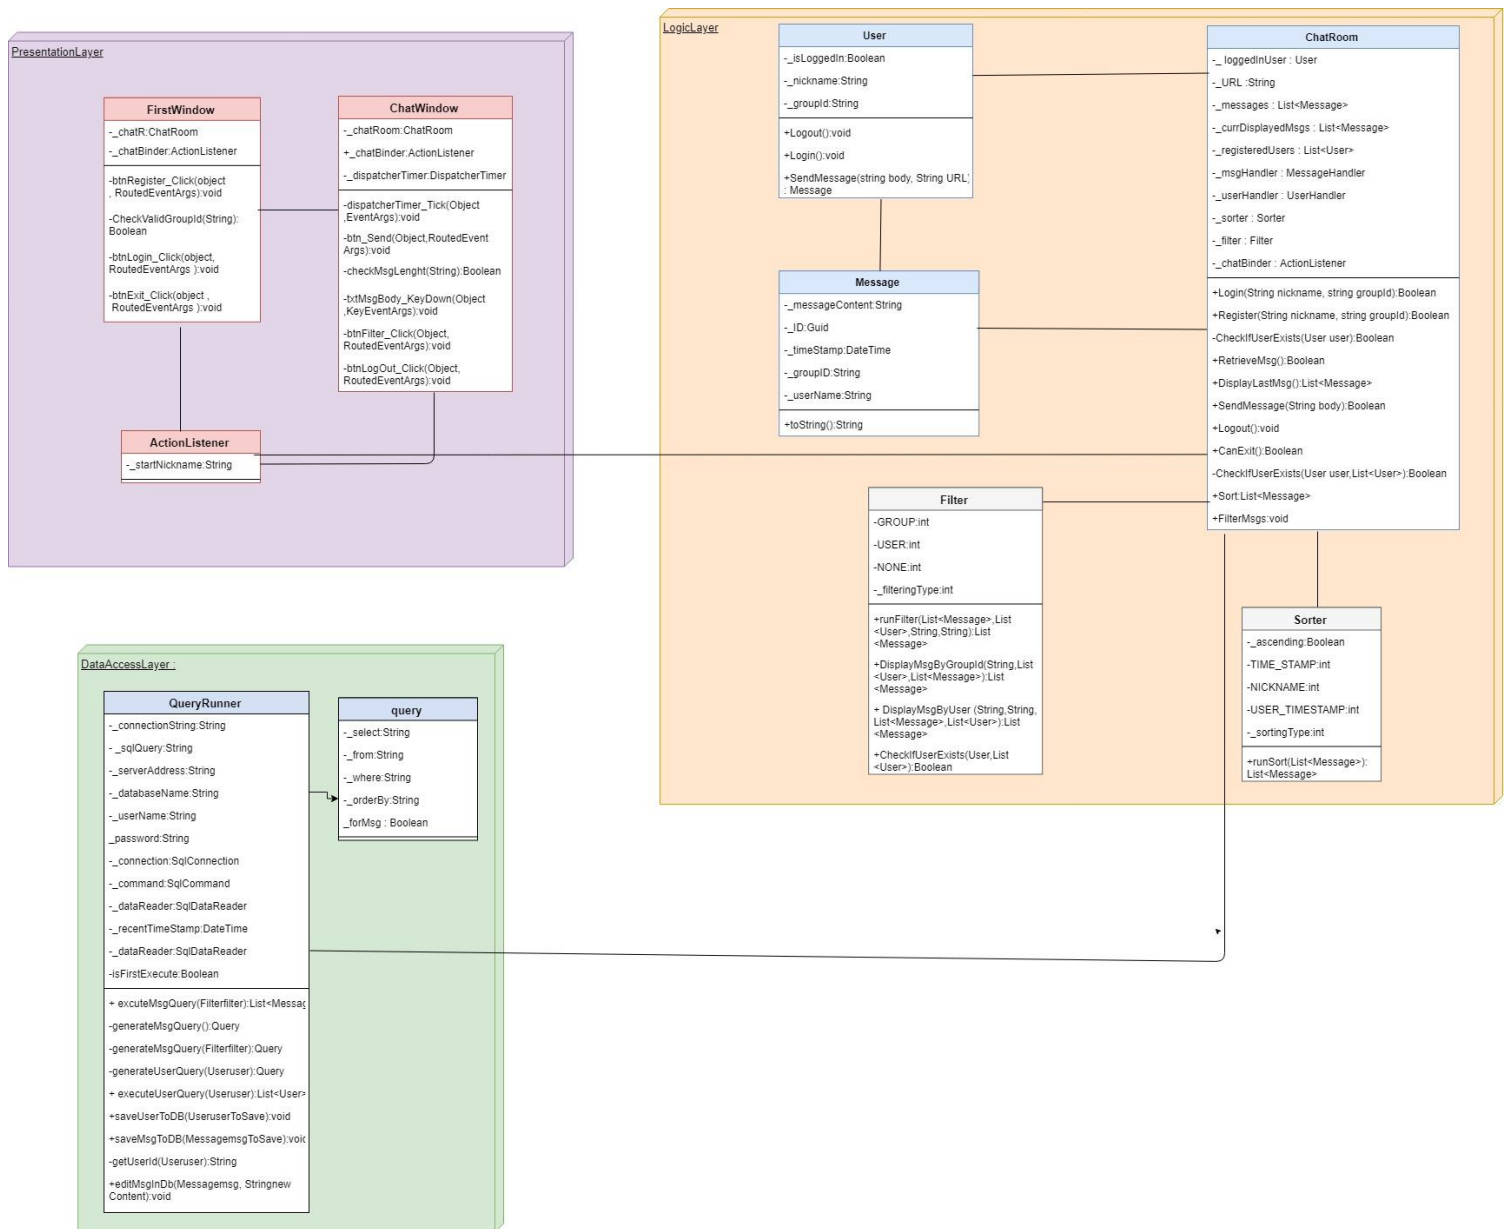 PresentationLayer
FirstWindow
-_chatR:ChatRoom
-_chatBinder:ActionListener
-btnRegister_Click(object
, RoutedEventArgs):void
-CheckValidGroupId(String):
Boolean
-btnLogin_Click(object,
RoutedEventArgs ):void
-btnExit_Click(object ,
RoutedEventArgs ):void
ChatWindow
-_chatRoom:ChatRoom
+_chatBinder:ActionListener
-_dispatcherTimer:DispatcherTimer
-dispatcherTimer_Tick(Object
,EventArgs):void
-btn_Send(Object,RoutedEvent
Args):void
-checkMsgLenght(String):Boolean
-txtMsgBody_KeyDown(Object
,KeyEventArgs):void
-btnFilter_Click(Object,
RoutedEventArgs):void
-btnLogOut_Click(Object,
RoutedEventArgs):void
ActionListener
-_startNickname:String
LogicLayer
User
-_isLoggedIn:Boolean
-_nickname:String
-_groupId:String
+Logout():void
+Login():void
+SendMessage(string body, String URL)
: Message
Message
-_messageContent:String
-_ID:Guid
-_timeStamp:DateTime
-_groupID:String
-_userName:String
+toString():String
ChatRoom
-_ loggedInUser : User
-_URL :String
-_messages : List<Message>
-_currDisplayedMsgs : List<Message>
-_registeredUsers : List<User>
-_msgHandler : MessageHandler
-_userHandler : UserHandler
-_sorter : Sorter
-_filter : Filter
-_chatBinder : ActionListener
+Login(String nickname, string groupId):Boolean
+Register(String nickname, string groupId):Boolean
-CheckIfUserExists(User user):Boolean
+RetrieveMsg():Boolean
+DisplayLastMsg():List<Message>
+SendMessage(String body):Boolean
+Logout():void
+CanExit():Boolean
-CheckIfUserExists(User user,List<User>):Boolean
+Sort:List<Message>
+FilterMsgs:void
Filter
-GROUP:int
-USER:int
-NONE:int
-_filteringType:int
+runFilter(List<Message>,List
<User>,String,String):List
<Message>
+DisplayMsgByGroupId(String,List
<User>,List<Message>):List
<Message>
+ DisplayMsgByUser (String,String,
List<Message>,List<User>):List
<Message>
+CheckIfUserExists(User,List
<User>):Boolean
Sorter
-_ascending:Boolean
-TIME_STAMP:int
-NICKNAME:int
-USER_TIMESTAMP:int
-_sortingType:int
+runSort(List<Message>):
List<Message>
DataAccessLayer :
QueryRunner
-_connectionString:String
-_sqlQuery:String
-_serverAddress:String
-_databaseName:String
-_userName:String
_password:String
-_connection:SqlConnection
-_command:SqlCommand
-_dataReader:SqlDataReader
-_recentTimeStamp:DateTime
-_dataReader:SqlDataReader
-isFirstExecute:Boolean
+ excuteMsgQuery(Filterfilter):List<Messag
-generateMsgQuery():Query
-generateMsgQuery(Filterfilter):Query
-generateUserQuery(Useruser):Query
+ executeUserQuery(Useruser):List<User>
+saveUserToDB(UseruserToSave):void
+saveMsgToDB(MessagemsgToSave):void
-getUserId(Useruser):String
+editMsgInDb(Messagemsg, Stringnew
Content):void
query
-_select:String
-_from:String
-_where:String
-_orderBy:String
_forMsg : Boolean